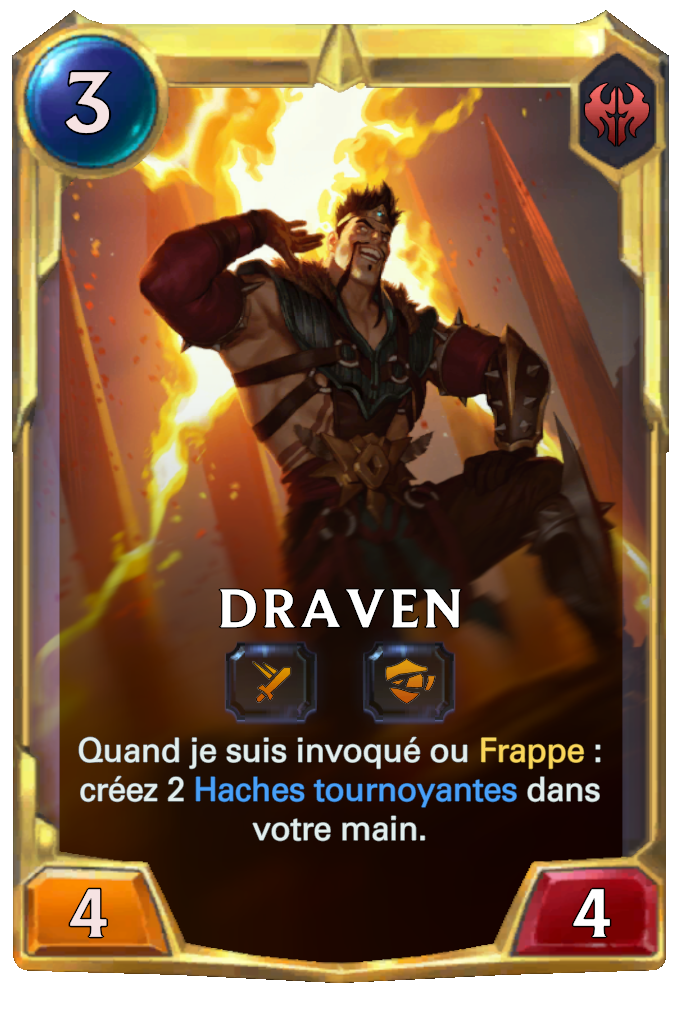 3
DRAVEN
Quand je suis invoqué ou Frappe :
créez 2 Haches tournoyantes dans
votre main.
4
4